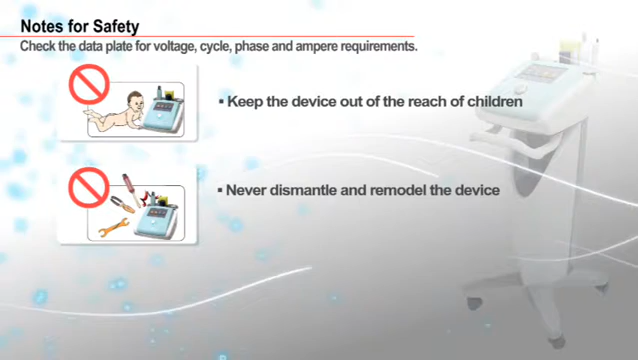 Notes for Safety
Check the data plate for voltage, cycle, phase and ampere requirements.
▪ Keep the device out of the reach of children
▪ Never dismantle and remodel the device